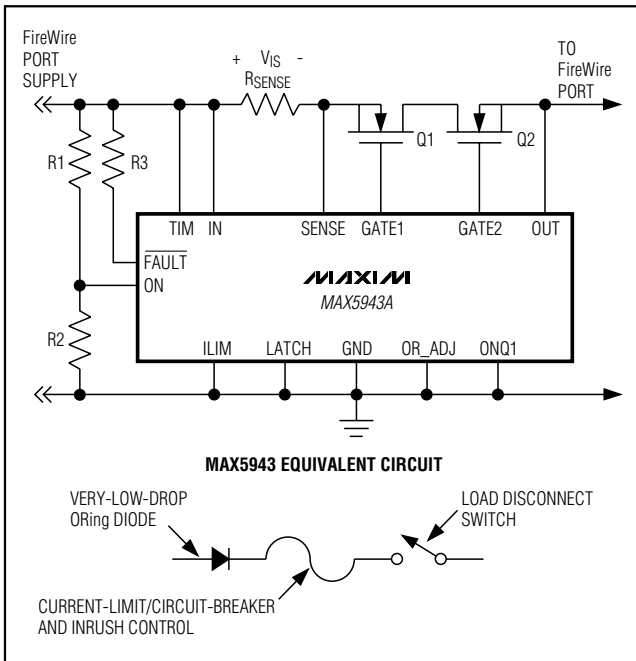 FireWire
PORT
SUPPLY
+ VIS -
RSENSE
TO
FireWire
PORT
R1
R3
Q1
Q2
TIM IN SENSE GATE1 GATE2 OUT
FAULT
ON
MAXIM
MAX5943A
R2
ILIM LATCH GND OR_ADJ ONQ1
MAX5943 EQUIVALENT CIRCUIT
VERY-LOW-DROP
ORing DIODE
LOAD DISCONNECT
SWITCH
CURRENT-LIMIT/CIRCUIT-BREAKER
AND INRUSH CONTROL